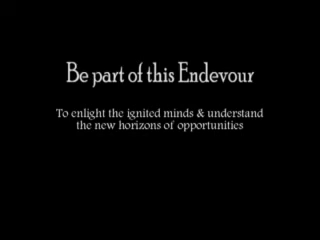 Be part of this Endevour
To enlight the ignited minds & understand
the new horizons of opportunities